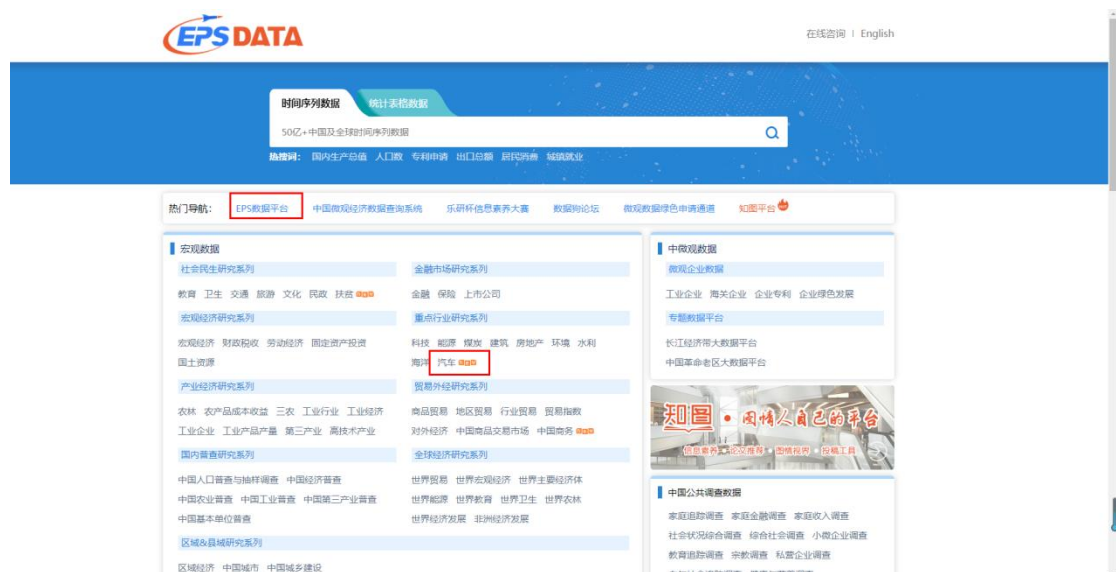 EPS DATA
在线咨询 | English
时间序列数据 统计表格数据
50亿+中国及全球时间序列数据
热搜词： 国内生产总值 人口数 专利申请 出口总额 居民消费 城镇就业
热门导航： EPS数据平台 中国微观经济数据查询系统 乐研杯信息素养大赛 数据狗论坛 微观数据绿色申请通道 知图平台
宏观数据
社会民生研究系列
教育 卫生 交通 旅游 文化 民政 扶贫
宏观经济研究系列
宏观经济 财政税收 劳动经济 固定资产投资
国土资源
产业经济研究系列
农林 农产品成本收益 三农 工业行业 工业经济
工业企业 工业产品产量 第三产业 高技术产业
国内普查研究系列
中国人口普查与抽样调查 中国经济普查
中国农业普查 中国工业普查 中国第三产业普查
中国基本单位普查
区域&县域研究系列
区域经济 中国城市 中国城乡建设
金融市场研究系列
金融 保险 上市公司
重点行业研究系列
科技 能源 煤炭 建筑 房地产 环境 水利
海洋 汽车
贸易外经研究系列
商品贸易 地区贸易 行业贸易 贸易指数
对外经济 中国商品交易市场 中国商务
全球经济研究系列
世界贸易 世界宏观经济 世界主要经济体
世界能源 世界教育 世界卫生 世界农林
世界经济发展 非洲经济发展
中微观数据
微观企业数据
工业企业 海关企业 企业专利 企业绿色发展
专题数据平台
长江经济带大数据平台
中国革命老区大数据平台
知图·图情人自己的平台
信息素养 论文推荐 图情视界 投稿工具
中国公共调查数据
家庭追踪调查 家庭金融调查 家庭收入调查
社会状况综合调查 综合社会调查 小微企业调查
教育追踪调查 宗教调查 私营企业调查